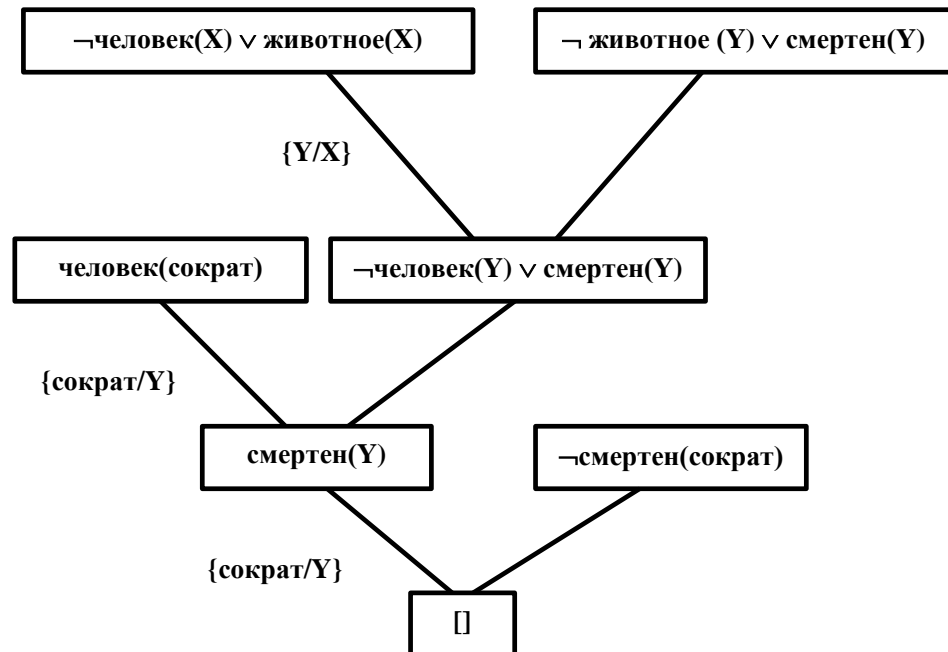 ¬человек(X) ∨ животное(X)
¬ животное (Y) ∨ смертен(Y)
{Y/X}
человек(сократ)
¬человек(Y) ∨ смертен(Y)
{сократ/Y}
смертен(Y)
¬смертен(сократ)
{сократ/Y}
[]